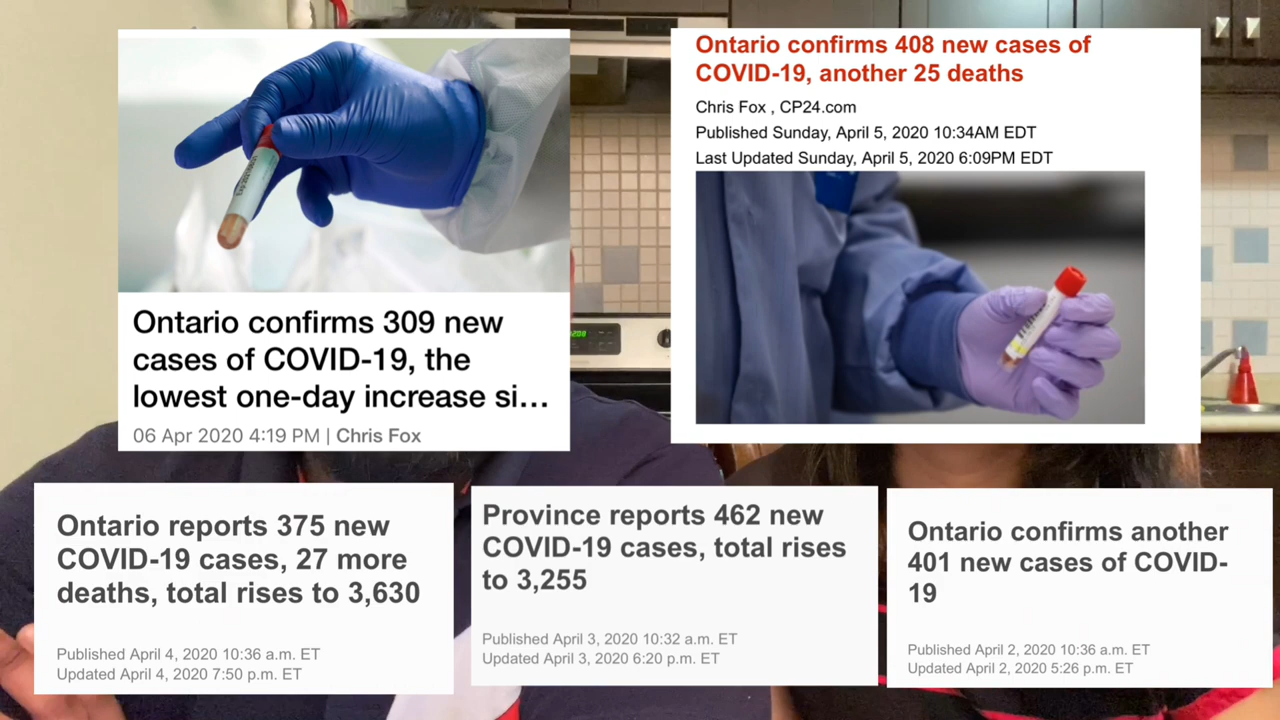 Ontario confirms 309 new
cases of COVID-19, the
lowest one-day increase si...
06 Apr 2020 4:19 PM | Chris Fox
Ontario confirms 408 new cases of
COVID-19, another 25 deaths
Chris Fox , CP24.com
Published Sunday, April 5, 2020 10:34AM EDT
Last Updated Sunday, April 5, 2020 6:09PM EDT
Ontario reports 375 new
COVID-19 cases, 27 more
deaths, total rises to 3,630
Published April 4, 2020 10:36 a.m. ET
Updated April 4, 2020 7:50 p.m. ET
Province reports 462 new
COVID-19 cases, total rises
to 3,255
Published April 3, 2020 10:32 a.m. ET
Updated April 3, 2020 6:20 p.m. ET
Ontario confirms another
401 new cases of COVID-
19
Published April 2, 2020 10:36 a.m. ET
Updated April 2, 2020 5:26 p.m. ET